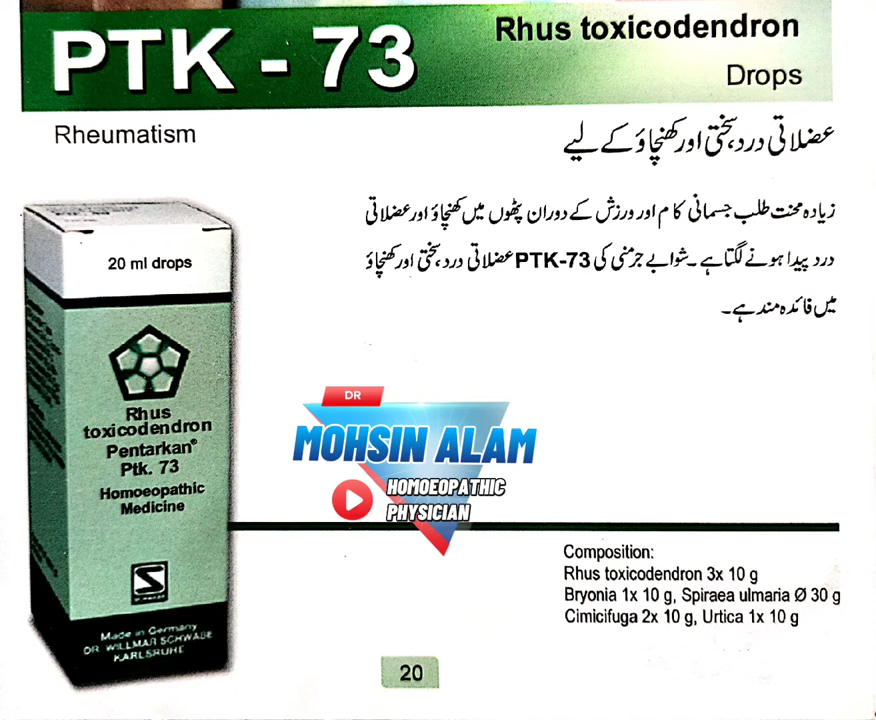 PTK - 73
Rhus toxicodendron
Drops
Rheumatism
عضلاتی درد، سختی اور کھنچاؤ کے لیے
زیادہ محنت طلب جسمانی کام اور ورزش کے دوران پٹھوں میں کھنچاؤ اور عضلاتی
درد پیدا ہونے لگتا ہے۔ شوابے جرمنی کی PTK-73 عضلاتی درد، سختی اور کھنچاؤ
میں فائدہ مند ہے۔
20 ml drops
Rhus
toxicodendron
Pentarkan®
Ptk. 73
Homoeopathic
Medicine
Made in Germany
DR. WILLMAR SCHWABE
KARLSRUHE
DR
MOHSIN ALAM
HOMOEOPATHIC
PHYSICIAN
Composition:
Rhus toxicodendron 3x 10 g
Bryonia 1x 10 g, Spiraea ulmaria Ø 30 g
Cimicifuga 2x 10 g, Urtica 1x 10 g
20